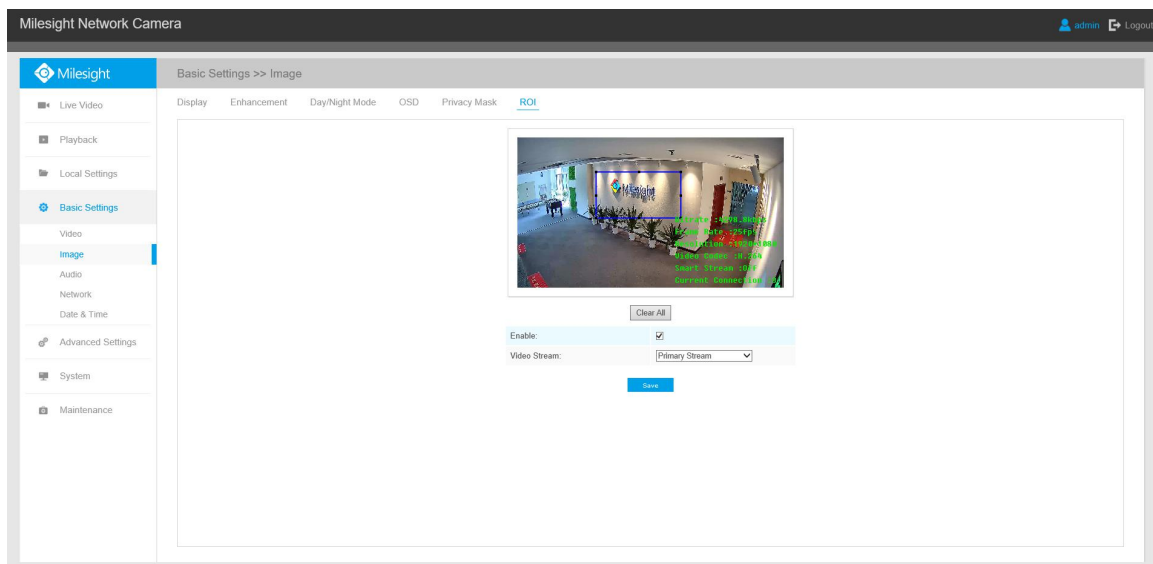 Milesight Network Camera
admin Logout
Milesight
Basic Settings >> Image
Live Video
Playback
Local Settings
Basic Settings
Video
Image
Audio
Network
Date & Time
Advanced Settings
System
Maintenance
Display Enhancement Day/Night Mode OSD Privacy Mask ROI
Milesight
Frame Rate :25fps
Video Codec :H.264
Smart Stream
Current Connection
Clear All
Enable:
Video Stream: Primary Stream
Save